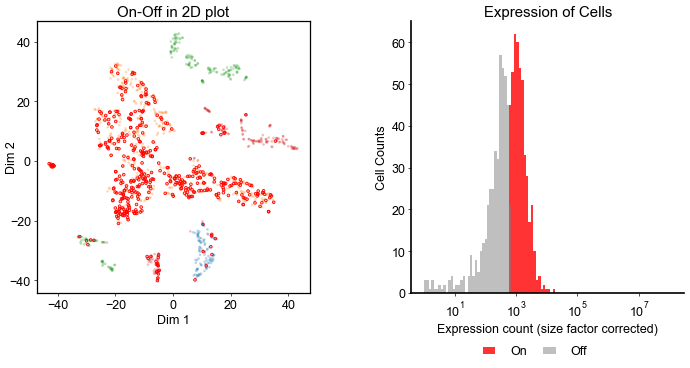 On-Off in 2D plot
40
20
0
−20
−40
−40 −20 0 20 40
Dim 2
Dim 1
Expression of Cells
60
50
40
30
20
10
0
10¹ 10³ 10⁵ 10⁷
Cell Counts
Expression count (size factor corrected)
On Off